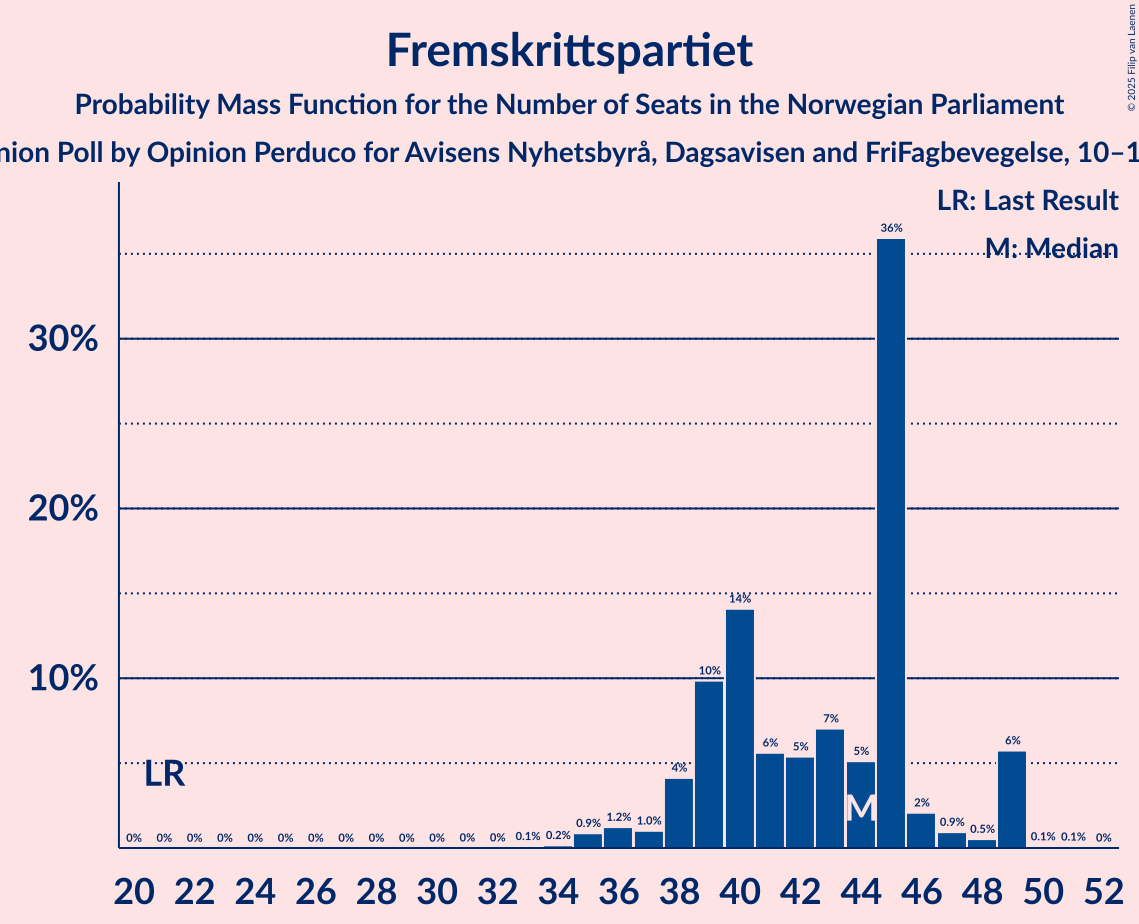 Fremskrittspartiet
Probability Mass Function for the Number of Seats in the Norwegian Parliament
nion Poll by Opinion Perduco for Avisens Nyhetsbyrå, Dagsavisen and FriFagbevegelse, 10–1
© 2025 Filip van Laenen
LR: Last Result
M: Median
36%
30%
20%
14%
10%
10%
7%
6%
5%
5%
6%
4%
LR
M
2%
0% 0% 0% 0% 0% 0% 0% 0% 0% 0% 0% 0% 0% 0.1% 0.2% 0.9% 1.2% 1.0% 0.9% 0.5% 0.1% 0.1% 0%
20 22 24 26 28 30 32 34 36 38 40 42 44 46 48 50 52